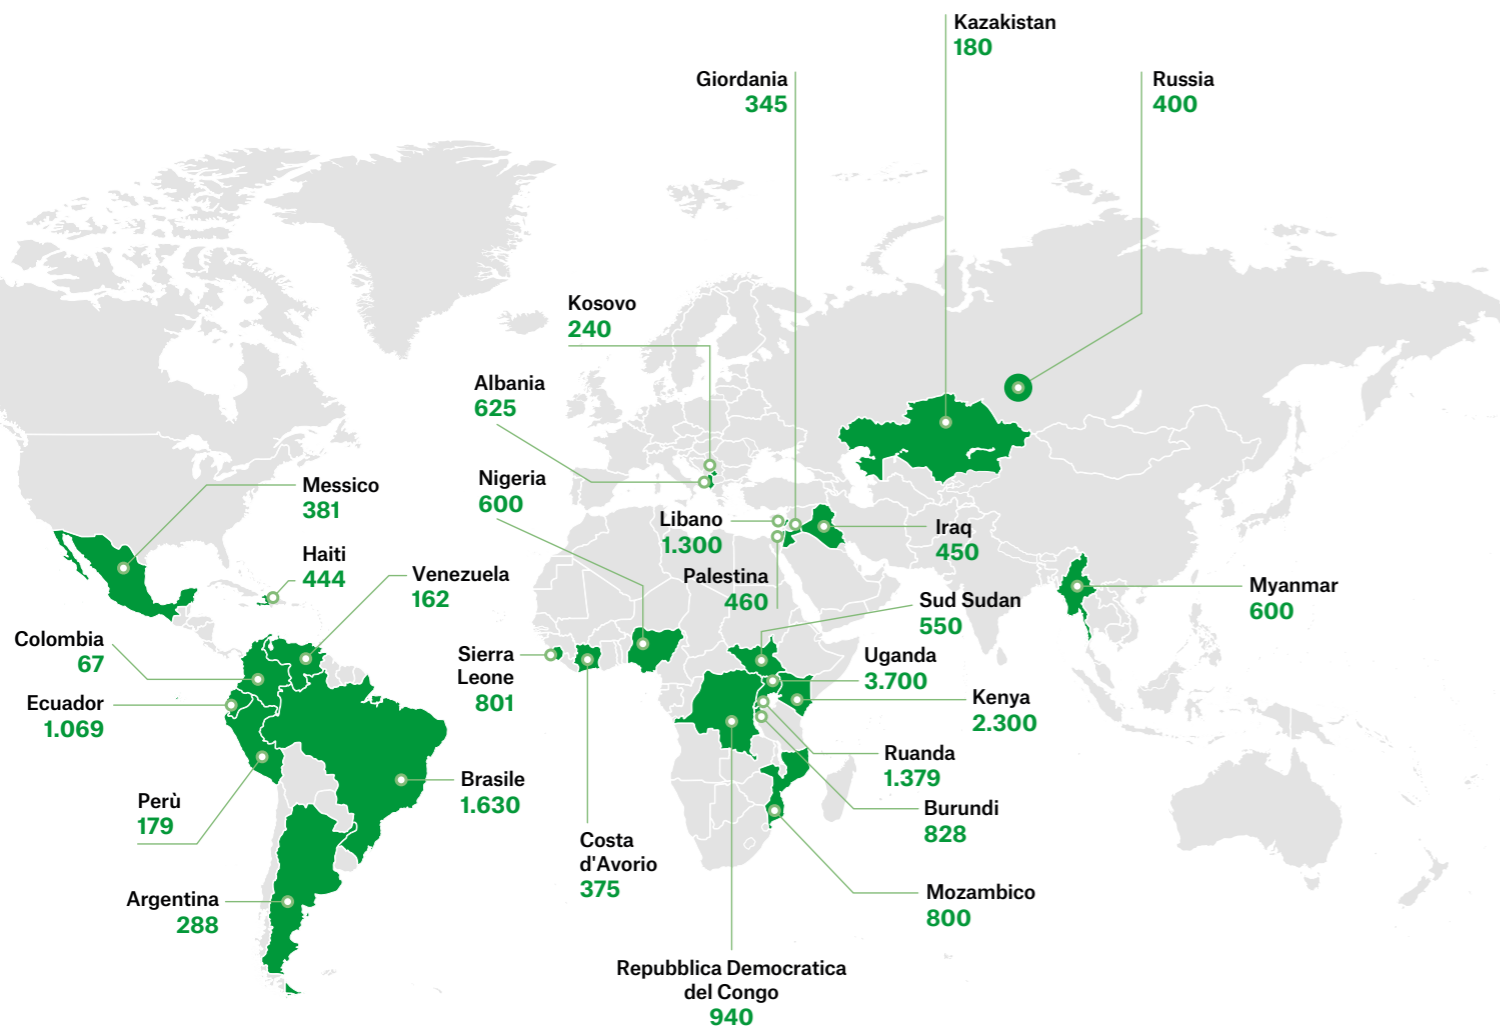 Kazakistan
180
Giordania
345
Russia
400
Kosovo
240
Albania
625
Nigeria
600
Messico
381
Libano
1.300
Iraq
450
Haiti
444
Venezuela
162
Palestina
460
Myanmar
600
Sud Sudan
550
Colombia
67
Sierra
Leone
801
Uganda
3.700
Ecuador
1.069
Kenya
2.300
Ruanda
1.379
Brasile
1.630
Perù
179
Burundi
828
Costa
d'Avorio
375
Mozambico
800
Argentina
288
Repubblica Democratica
del Congo
940